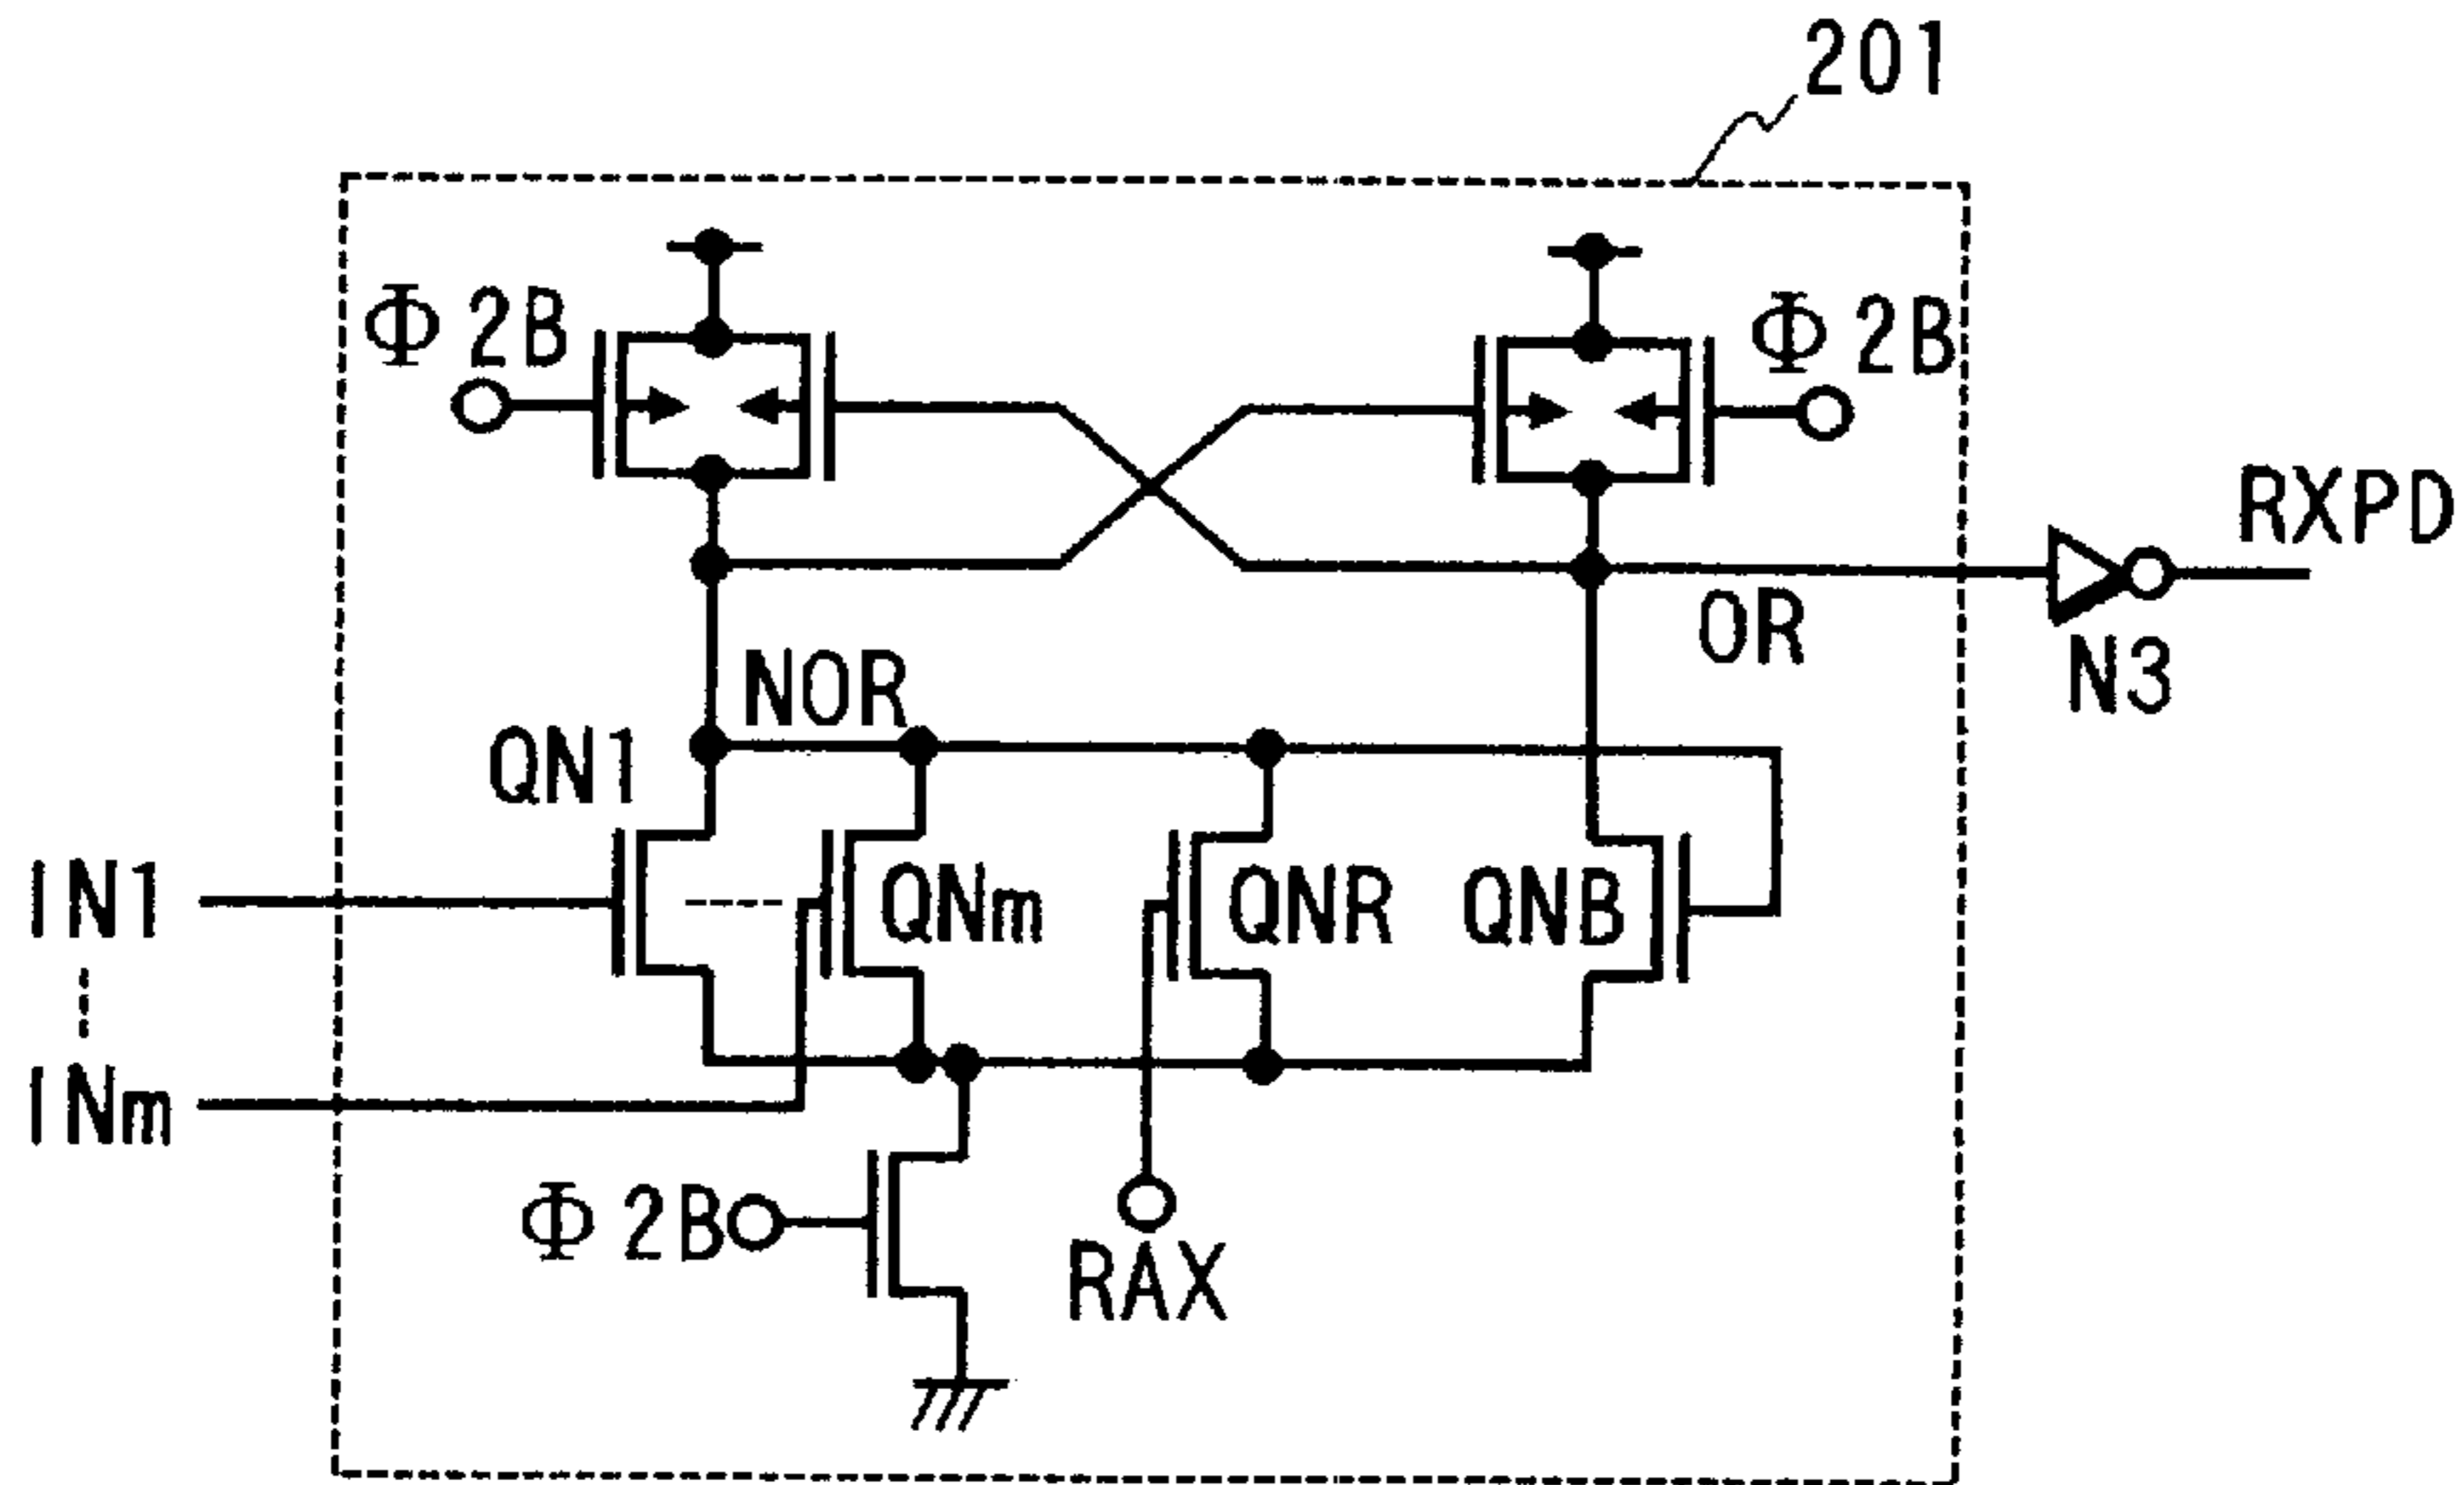 201
Φ2B
Φ2B
RXPD
OR
N3
NOR
QN1
IN1
QNm
QNR
QNB
INm
Φ2B
RAX